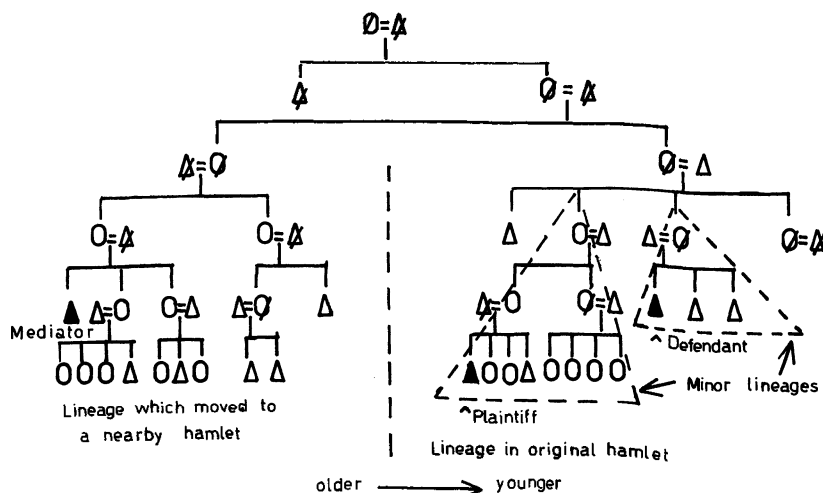 Mediator
^ Defendant
Minor lineages
^ Plaintiff
Lineage which moved to
a nearby hamlet
Lineage in original hamlet
older → younger